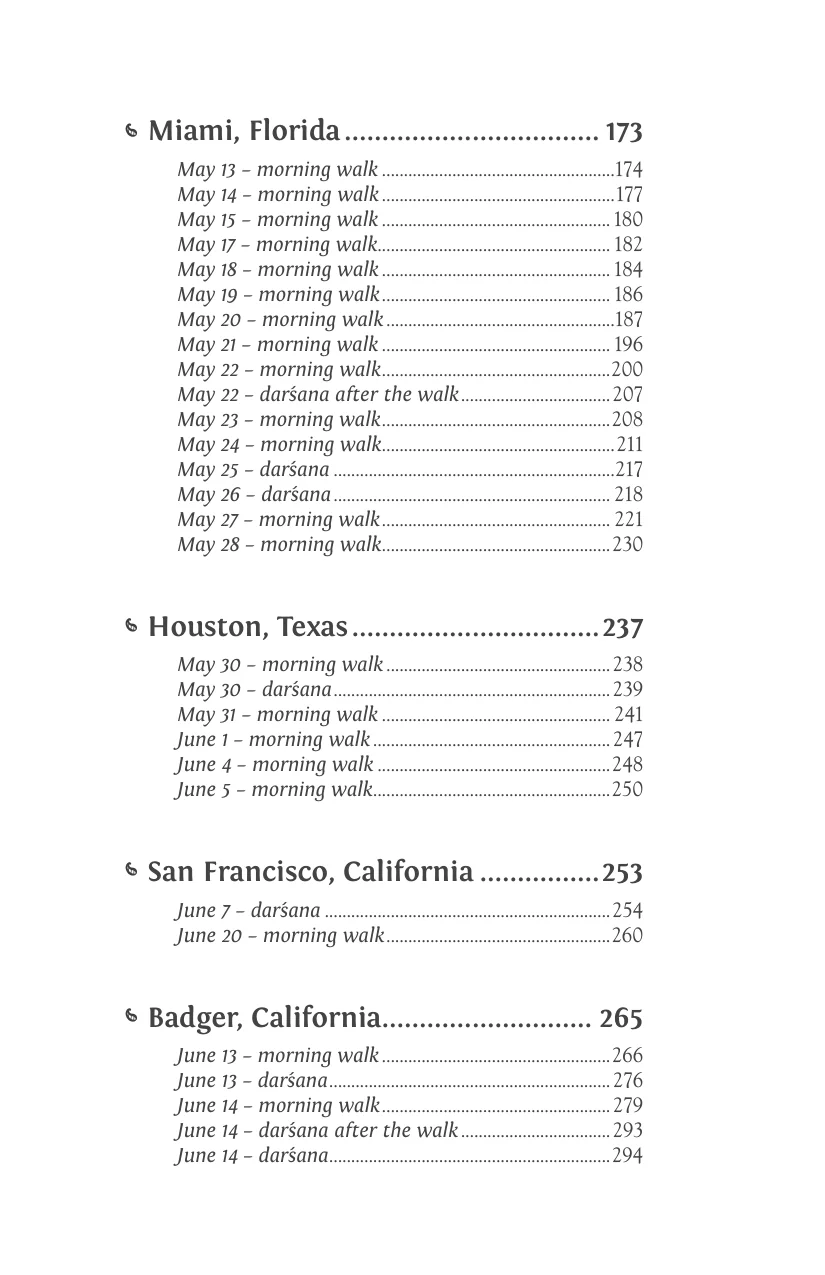 Miami, Florida ................................. 173
May 13 – morning walk .....................................................174
May 14 – morning walk .....................................................177
May 15 – morning walk .................................................... 180
May 17 – morning walk..................................................... 182
May 18 – morning walk .................................................... 184
May 19 – morning walk .................................................... 186
May 20 – morning walk ....................................................187
May 21 – morning walk .................................................... 196
May 22 – morning walk....................................................200
May 22 – darśana after the walk ..................................207
May 23 – morning walk ....................................................208
May 24 – morning walk.....................................................211
May 25 – darśana ................................................................217
May 26 – darśana ............................................................... 218
May 27 – morning walk .................................................... 221
May 28 – morning walk....................................................230
Houston, Texas ................................237
May 30 – morning walk ...................................................238
May 30 – darśana ...............................................................239
May 31 – morning walk .................................................... 241
June 1 – morning walk ......................................................247
June 4 – morning walk .....................................................248
June 5 – morning walk......................................................250
San Francisco, California ................253
June 7 – darśana .................................................................254
June 20 – morning walk ...................................................260
Badger, California........................... 265
June 13 – morning walk ....................................................266
June 13 – darśana ................................................................276
June 14 – morning walk ....................................................279
June 14 – darśana after the walk ..................................293
June 14 – darśana ................................................................294